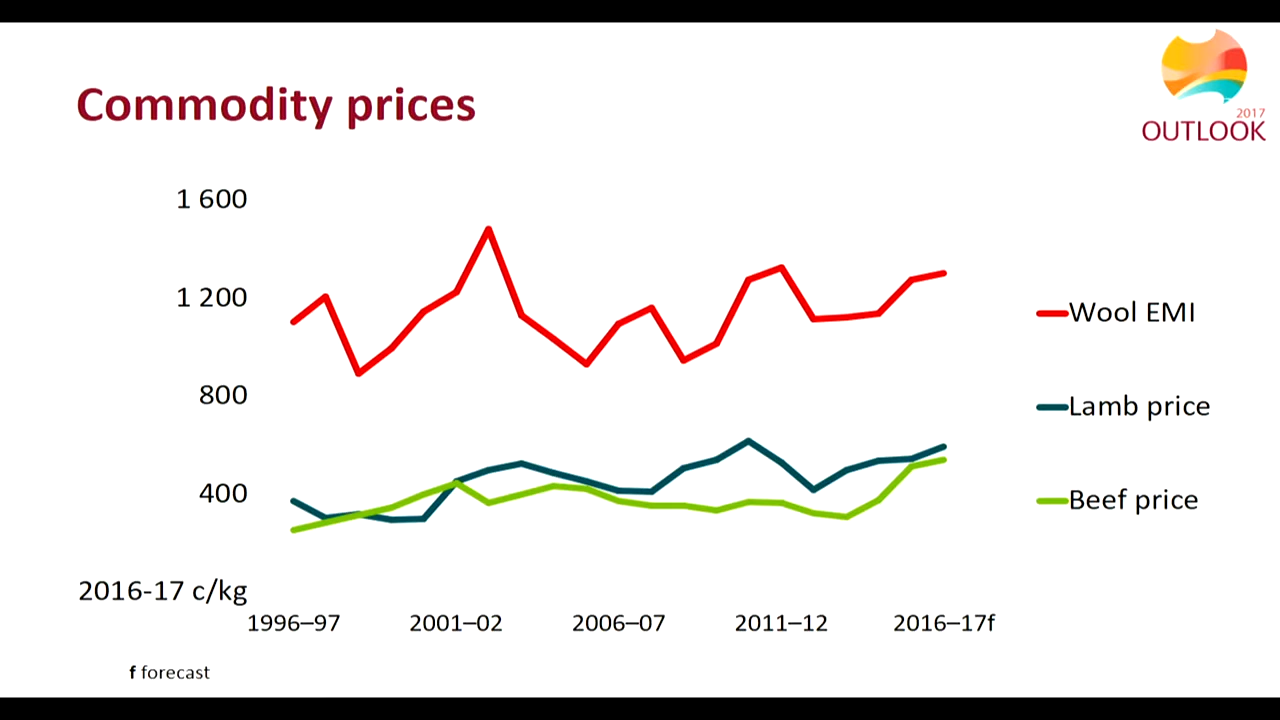 2017
OUTLOOK
Commodity prices
1 600
1 200
800
400
2016-17 c/kg
1996–97 2001–02 2006–07 2011–12 2016–17f
Wool EMI
Lamb price
Beef price
f forecast